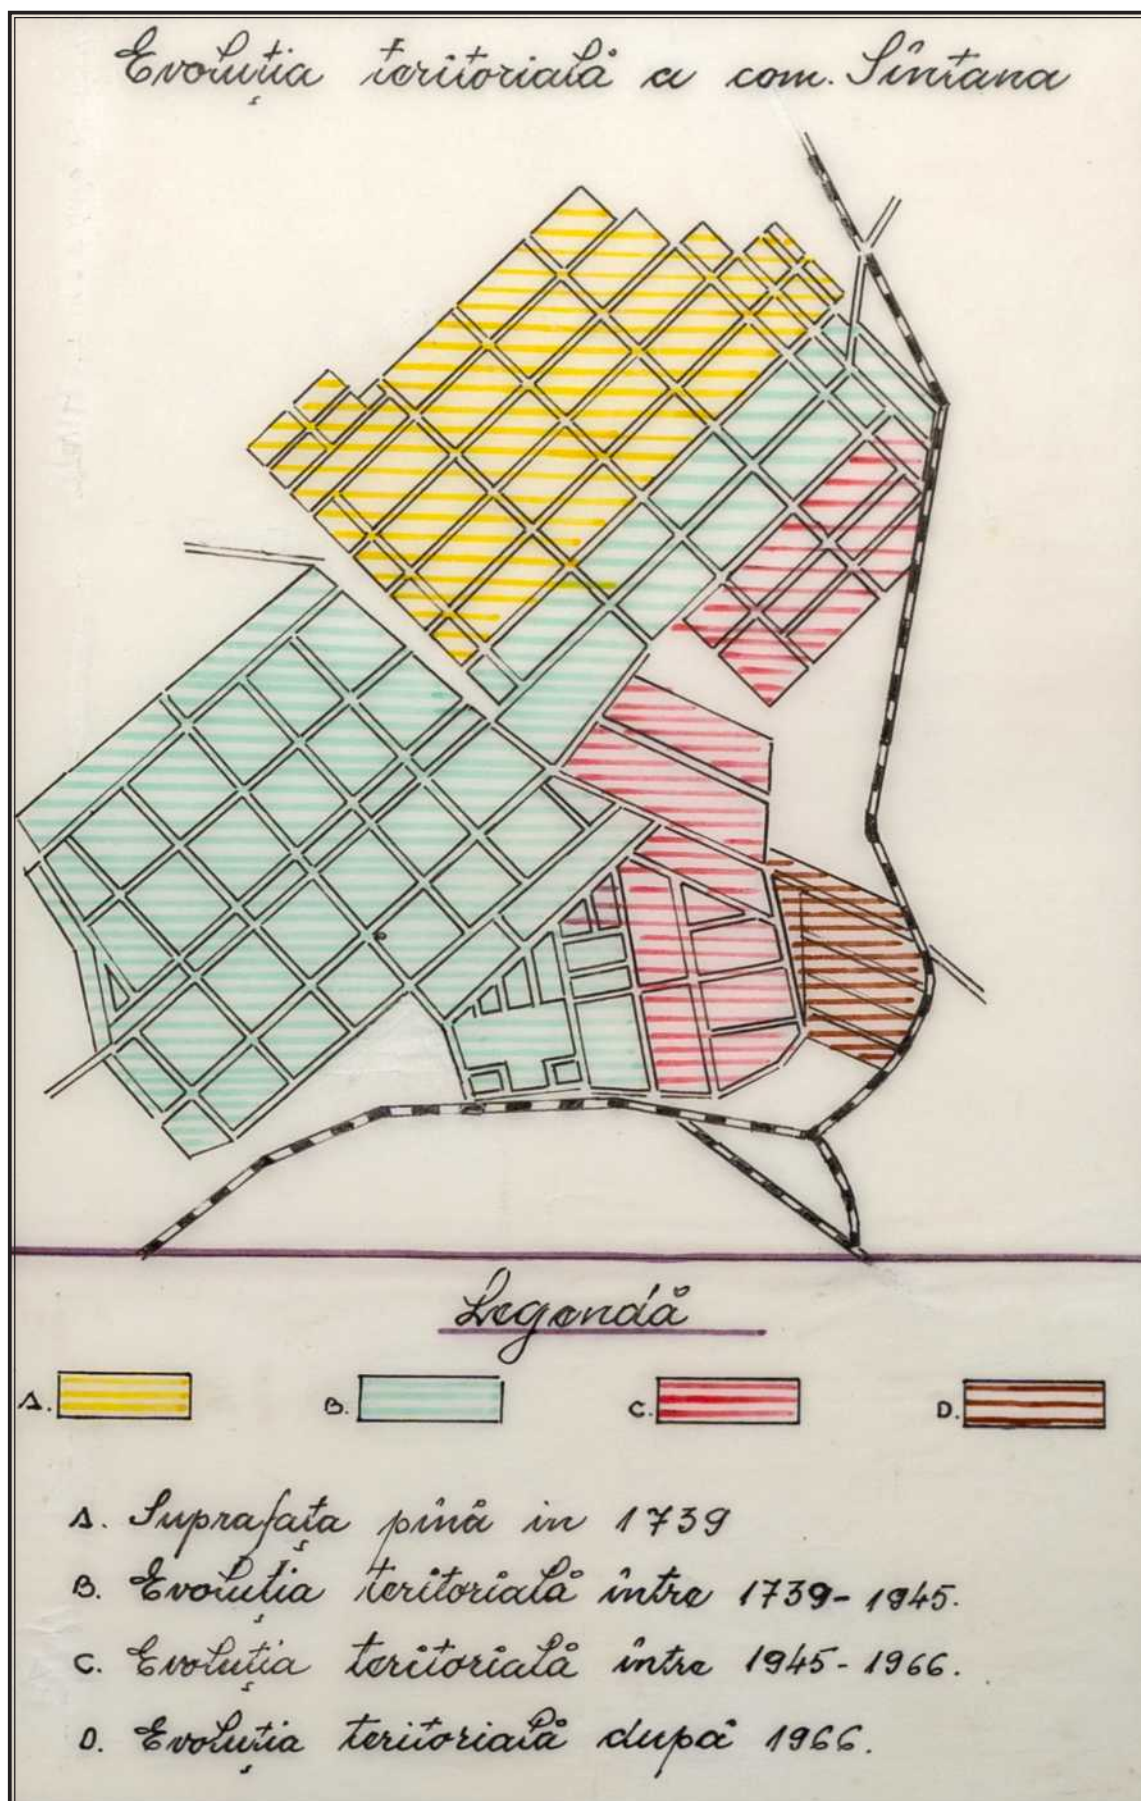 Evoluția teritorială a com. Sîntana
Legendă
A.
B.
C.
D.
A. Suprafața pînă in 1739
B. Evoluția teritorială între 1739-1945.
C. Evoluția teritorială între 1945-1966.
D. Evoluția teritorială după 1966.